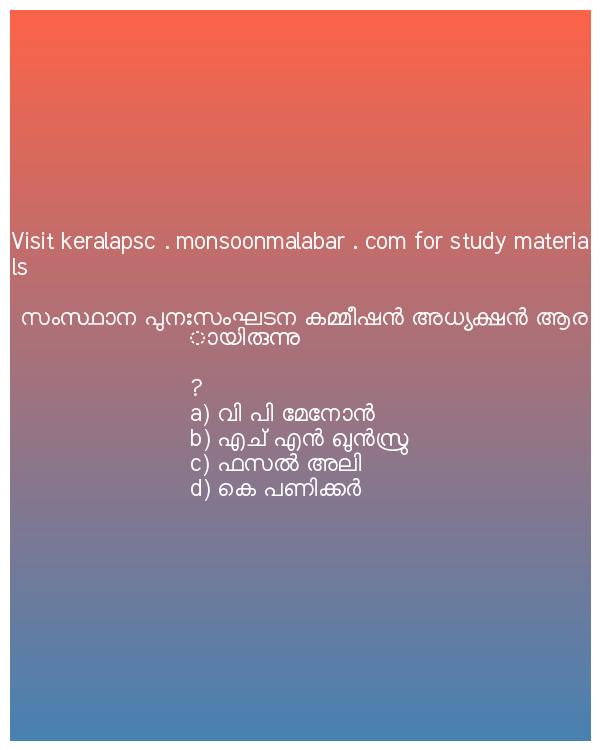 Visit keralapsc . monsoonmalabar . com for study materia
ls
സംസ്ഥാന പുനഃസംഘടന കമ്മീഷൻ അധ്യക്ഷൻ ആര
ായിരുന്നു
?
a) വി പി മേനോൻ
b) എച് എൻ ഖുൻസ്രു
c) ഫസൽ അലി
d) കെ പണിക്കർ